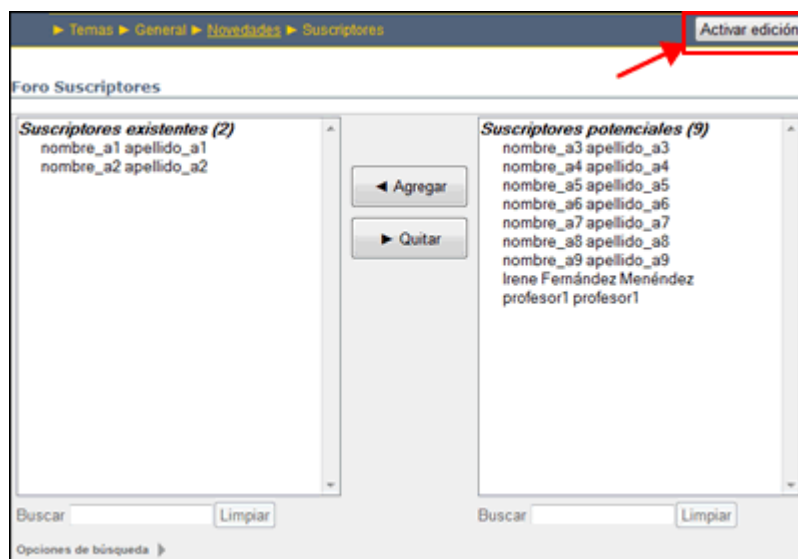 ► Temas ► General ► Novedades ► Suscriptores
Activar edición
Foro Suscriptores
Suscriptores existentes (2)
nombre_a1 apellido_a1
nombre_a2 apellido_a2
◄ Agregar
► Quitar
Suscriptores potenciales (9)
nombre_a3 apellido_a3
nombre_a4 apellido_a4
nombre_a5 apellido_a5
nombre_a6 apellido_a6
nombre_a7 apellido_a7
nombre_a8 apellido_a8
nombre_a9 apellido_a9
Irene Fernández Menéndez
profesor1 profesor1
Buscar Limpiar
Buscar Limpiar
Opciones de búsqueda